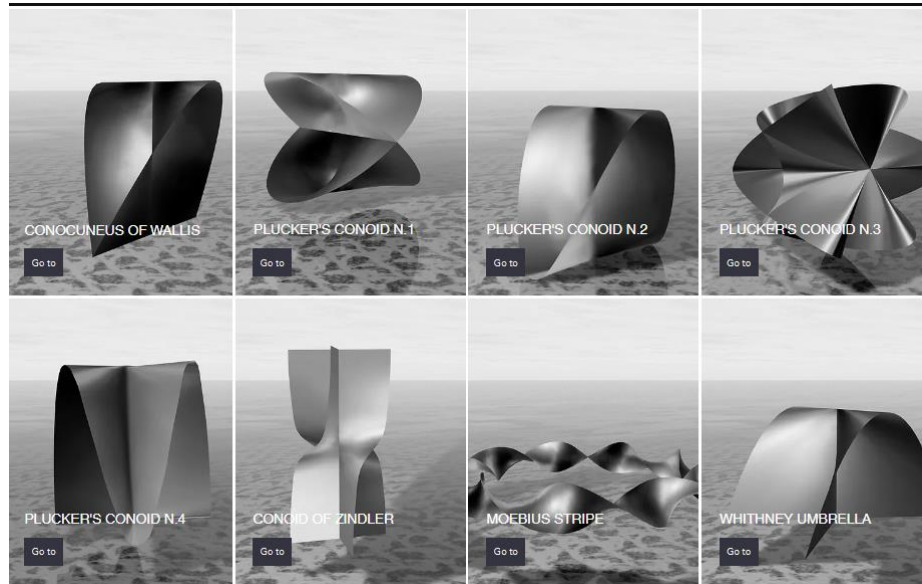 CONOCUNEUS OF WALLIS
Go to
PLUCKER'S CONOID N.1
Go to
PLUCKER'S CONOID N.2
Go to
PLUCKER'S CONOID N.3
Go to
PLUCKER'S CONOID N.4
Go to
CONOID OF ZINDLER
Go to
MOEBIUS STRIPE
Go to
WHITHNEY UMBRELLA
Go to